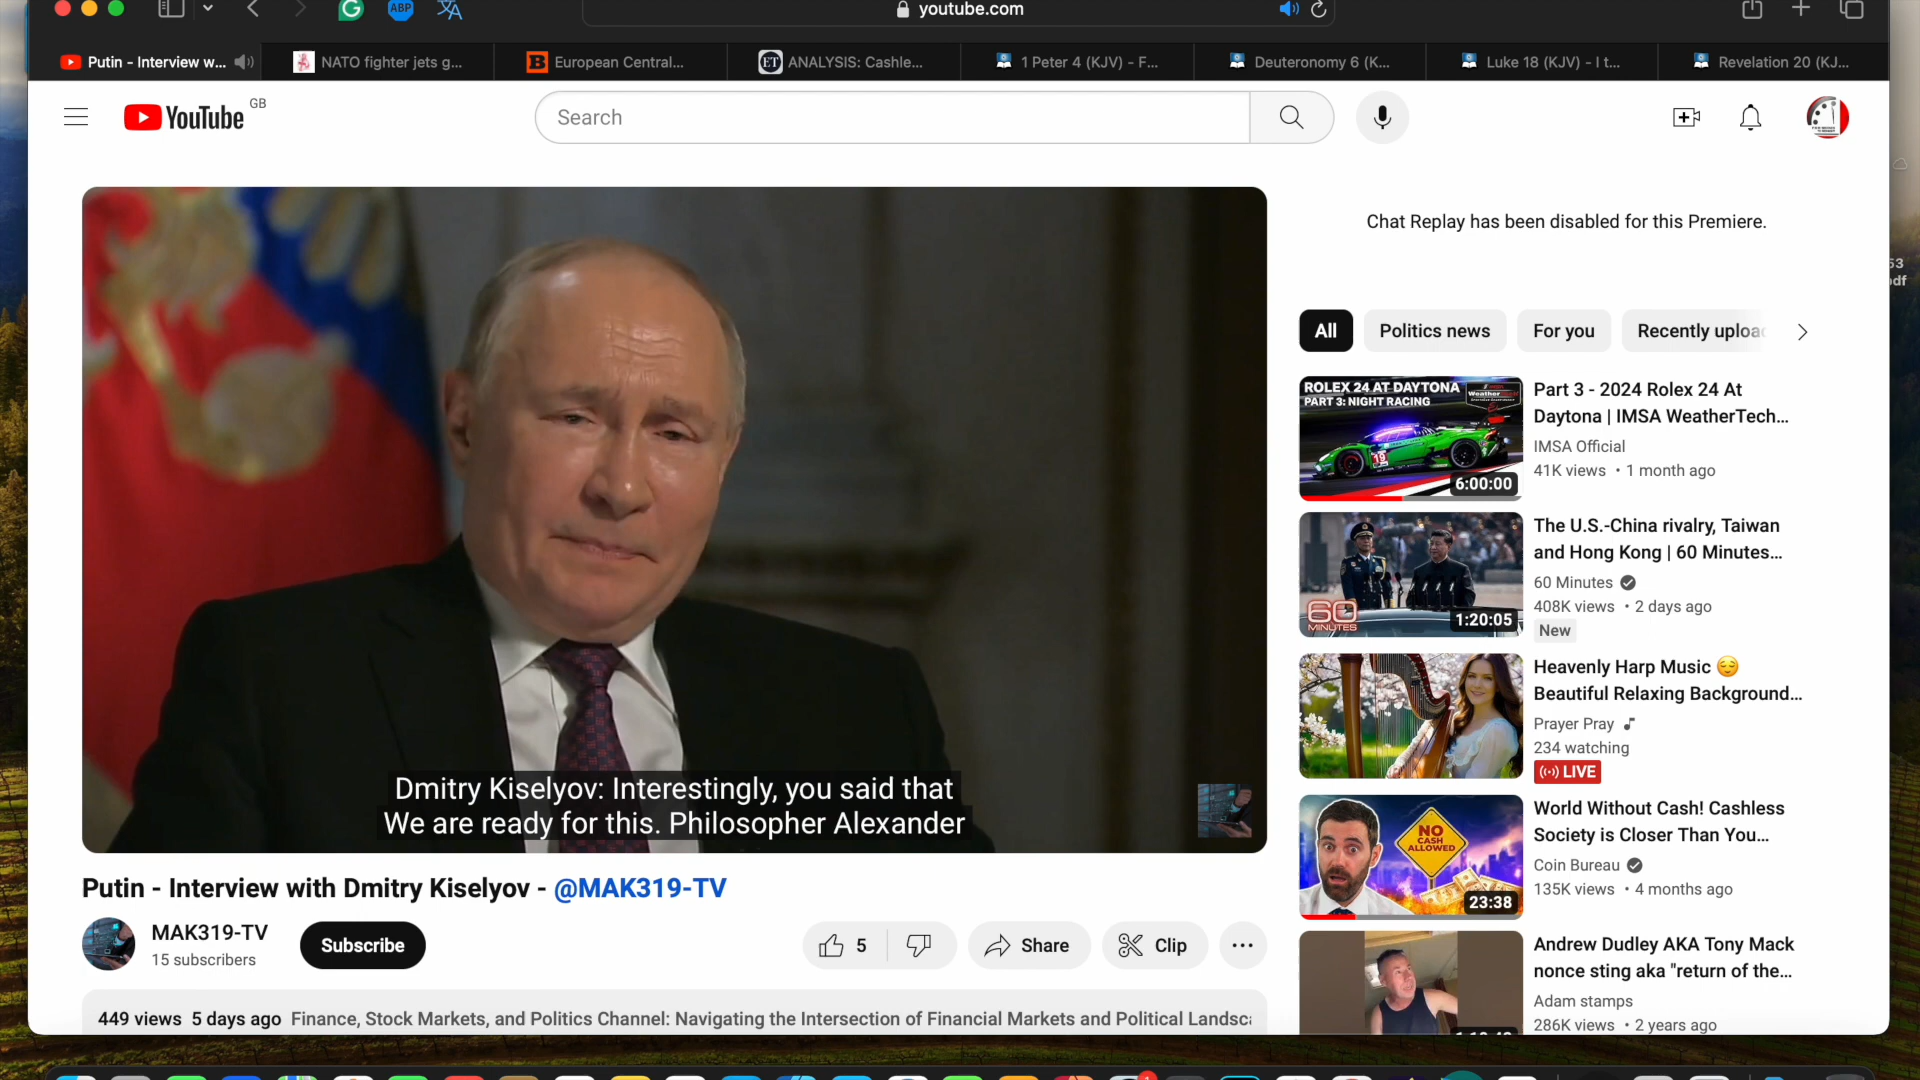 ABP
youtube.com
Putin - Interview w...
NATO fighter jets g...
B European Central...
ET ANALYSIS: Cashle...
1 Peter 4 (KJV) - F...
Deuteronomy 6 (K...
Luke 18 (KJV) - I t...
Revelation 20 (KJ...
YouTube GB
Search
Chat Replay has been disabled for this Premiere.
All
Politics news
For you
Recently uploa
ROLEX 24 AT DAYTONA
PART 3: NIGHT RACING
19
6:00:00
Part 3 - 2024 Rolex 24 At
Daytona | IMSA WeatherTech...
IMSA Official
41K views • 1 month ago
60
MINUTES
1:20:05
The U.S.-China rivalry, Taiwan
and Hong Kong | 60 Minutes...
60 Minutes
408K views • 2 days ago
New
Heavenly Harp Music 😌
Beautiful Relaxing Background...
Prayer Pray
234 watching
LIVE
NO
CASH
ALLOWED
23:38
World Without Cash! Cashless
Society is Closer Than You...
Coin Bureau
135K views • 4 months ago
Andrew Dudley AKA Tony Mack
nonce sting aka "return of the...
Adam stamps
286K views • 2 years ago
Dmitry Kiselyov: Interestingly, you said that
We are ready for this. Philosopher Alexander
Putin - Interview with Dmitry Kiselyov - @MAK319-TV
MAK319-TV
15 subscribers
Subscribe
5
Share
Clip
449 views 5 days ago Finance, Stock Markets, and Politics Channel: Navigating the Intersection of Financial Markets and Political Landsc
53